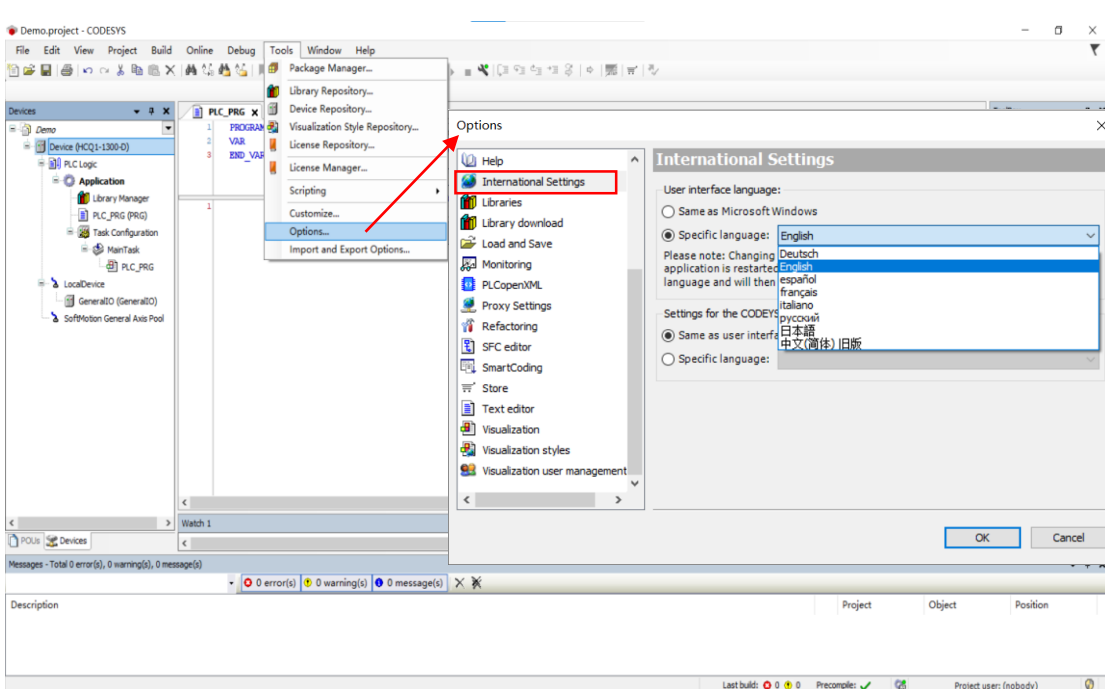 Demo.project - CODESYS
File Edit View Project Build Online Debug Tools Window Help
Package Manager...
Library Repository...
Device Repository...
Visualization Style Repository...
License Repository...
License Manager...
Scripting
Customize...
Options...
Import and Export Options...
Devices
Demo
Device (HCQ1-1300-D)
PLC Logic
Application
Library Manager
PLC_PRG (PRG)
Task Configuration
MainTask
PLC_PRG
LocalDevice
GeneralIO (GeneralIO)
SoftMotion General Axis Pool
POUs Devices
PLC_PRG X
1 PROGRAM
2 VAR
3 END_VAR
1
Watch 1
Options
Help
International Settings
Libraries
Library download
Load and Save
Monitoring
PLCopenXML
Proxy Settings
Refactoring
SFC editor
SmartCoding
Store
Text editor
Visualization
Visualization styles
Visualization user management
International Settings
User interface language:
Same as Microsoft Windows
Specific language: English
Please note: Changing
application is restarted
language and will then
Deutsch
English
español
français
italiano
русский
日本語
中文(简体) 旧版
Settings for the CODEYS
Same as user interfa
Specific language:
OK Cancel
Messages - Total 0 error(s), 0 warning(s), 0 message(s)
0 error(s) 0 warning(s) 0 message(s)
Description Project Object Position
Last build: 0 0 Precompile: Project user: (nobody)